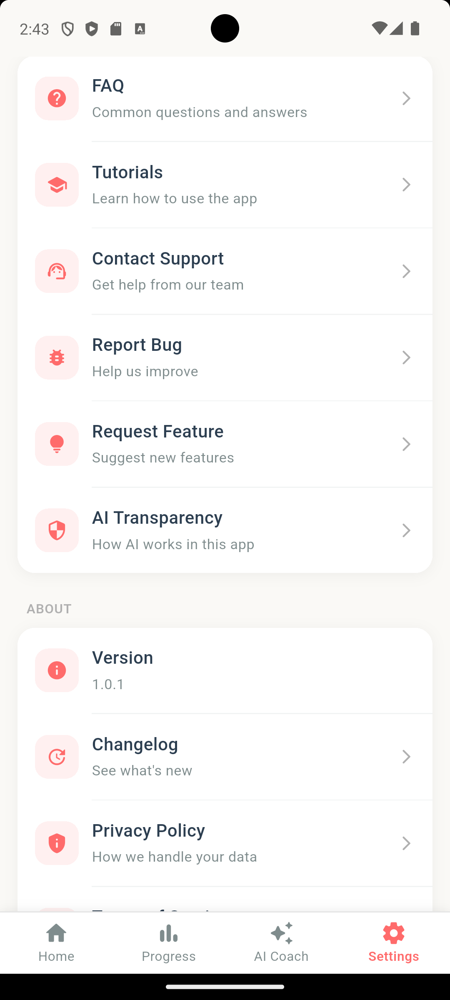 2:43
FAQ
Common questions and answers
Tutorials
Learn how to use the app
Contact Support
Get help from our team
Report Bug
Help us improve
Request Feature
Suggest new features
AI Transparency
How AI works in this app
ABOUT
Version
1.0.1
Changelog
See what's new
Privacy Policy
How we handle your data
Home
Progress
AI Coach
Settings